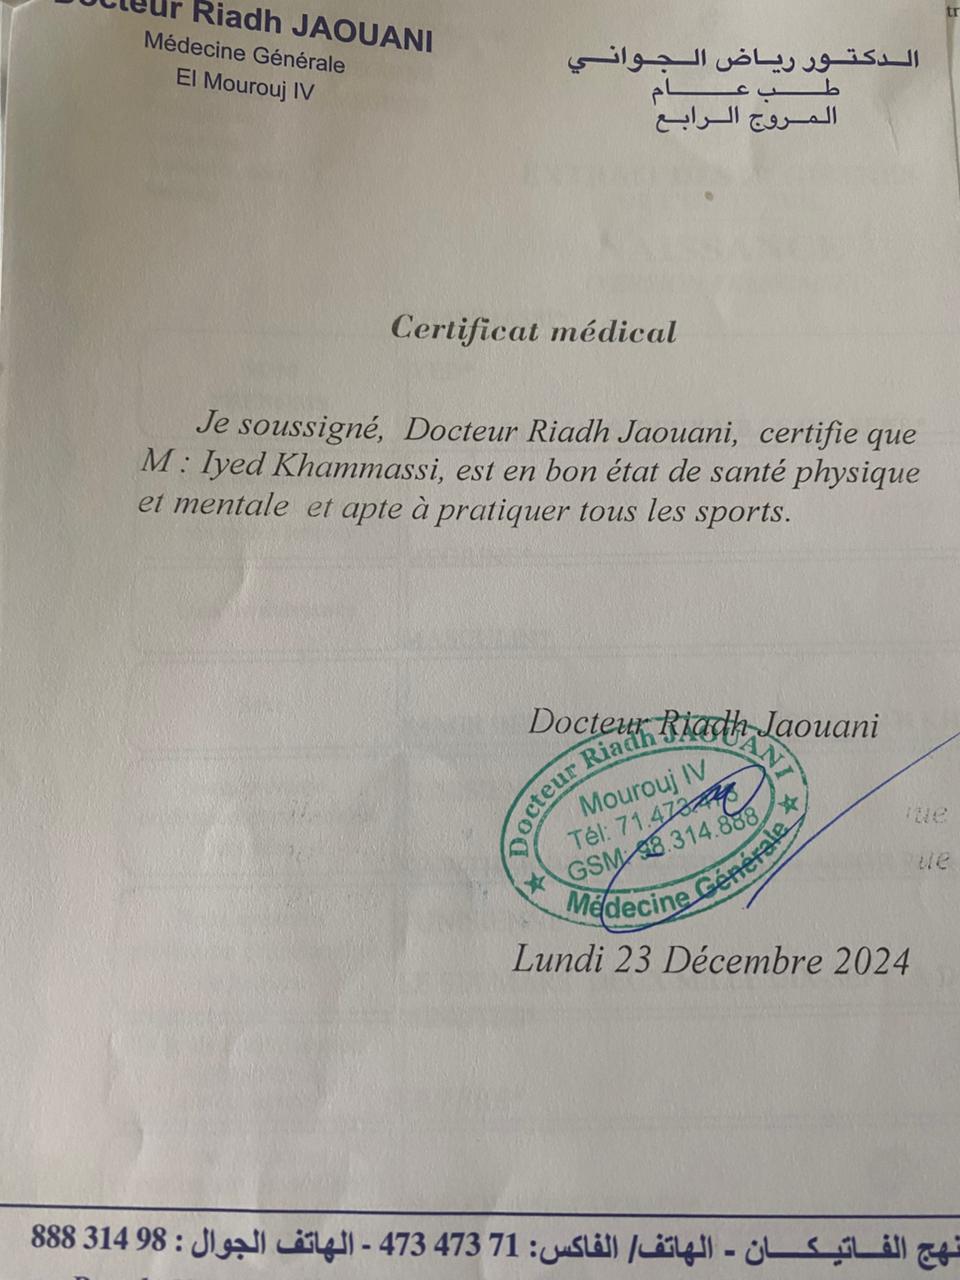 Docteur Riadh JAOUANI
Médecine Générale
El Mourouj IV
الدكتور رياض الجواني
طب عام
المروج الرابع
Certificat médical
Je soussigné, Docteur Riadh Jaouani, certifie que
M : Iyed Khammassi, est en bon état de santé physique
et mentale et apte à pratiquer tous les sports.
Docteur Riadh Jaouani
Docteur Riadh JAOUANI
Mourouj IV
Tél: 71.473.473
GSM: 98.314.888
Médecine Générale
Lundi 23 Décembre 2024
نهج الفاتيكان - الهاتف/ الفاكس: 71 473 473 - الهاتف الجوال : 98 314 888